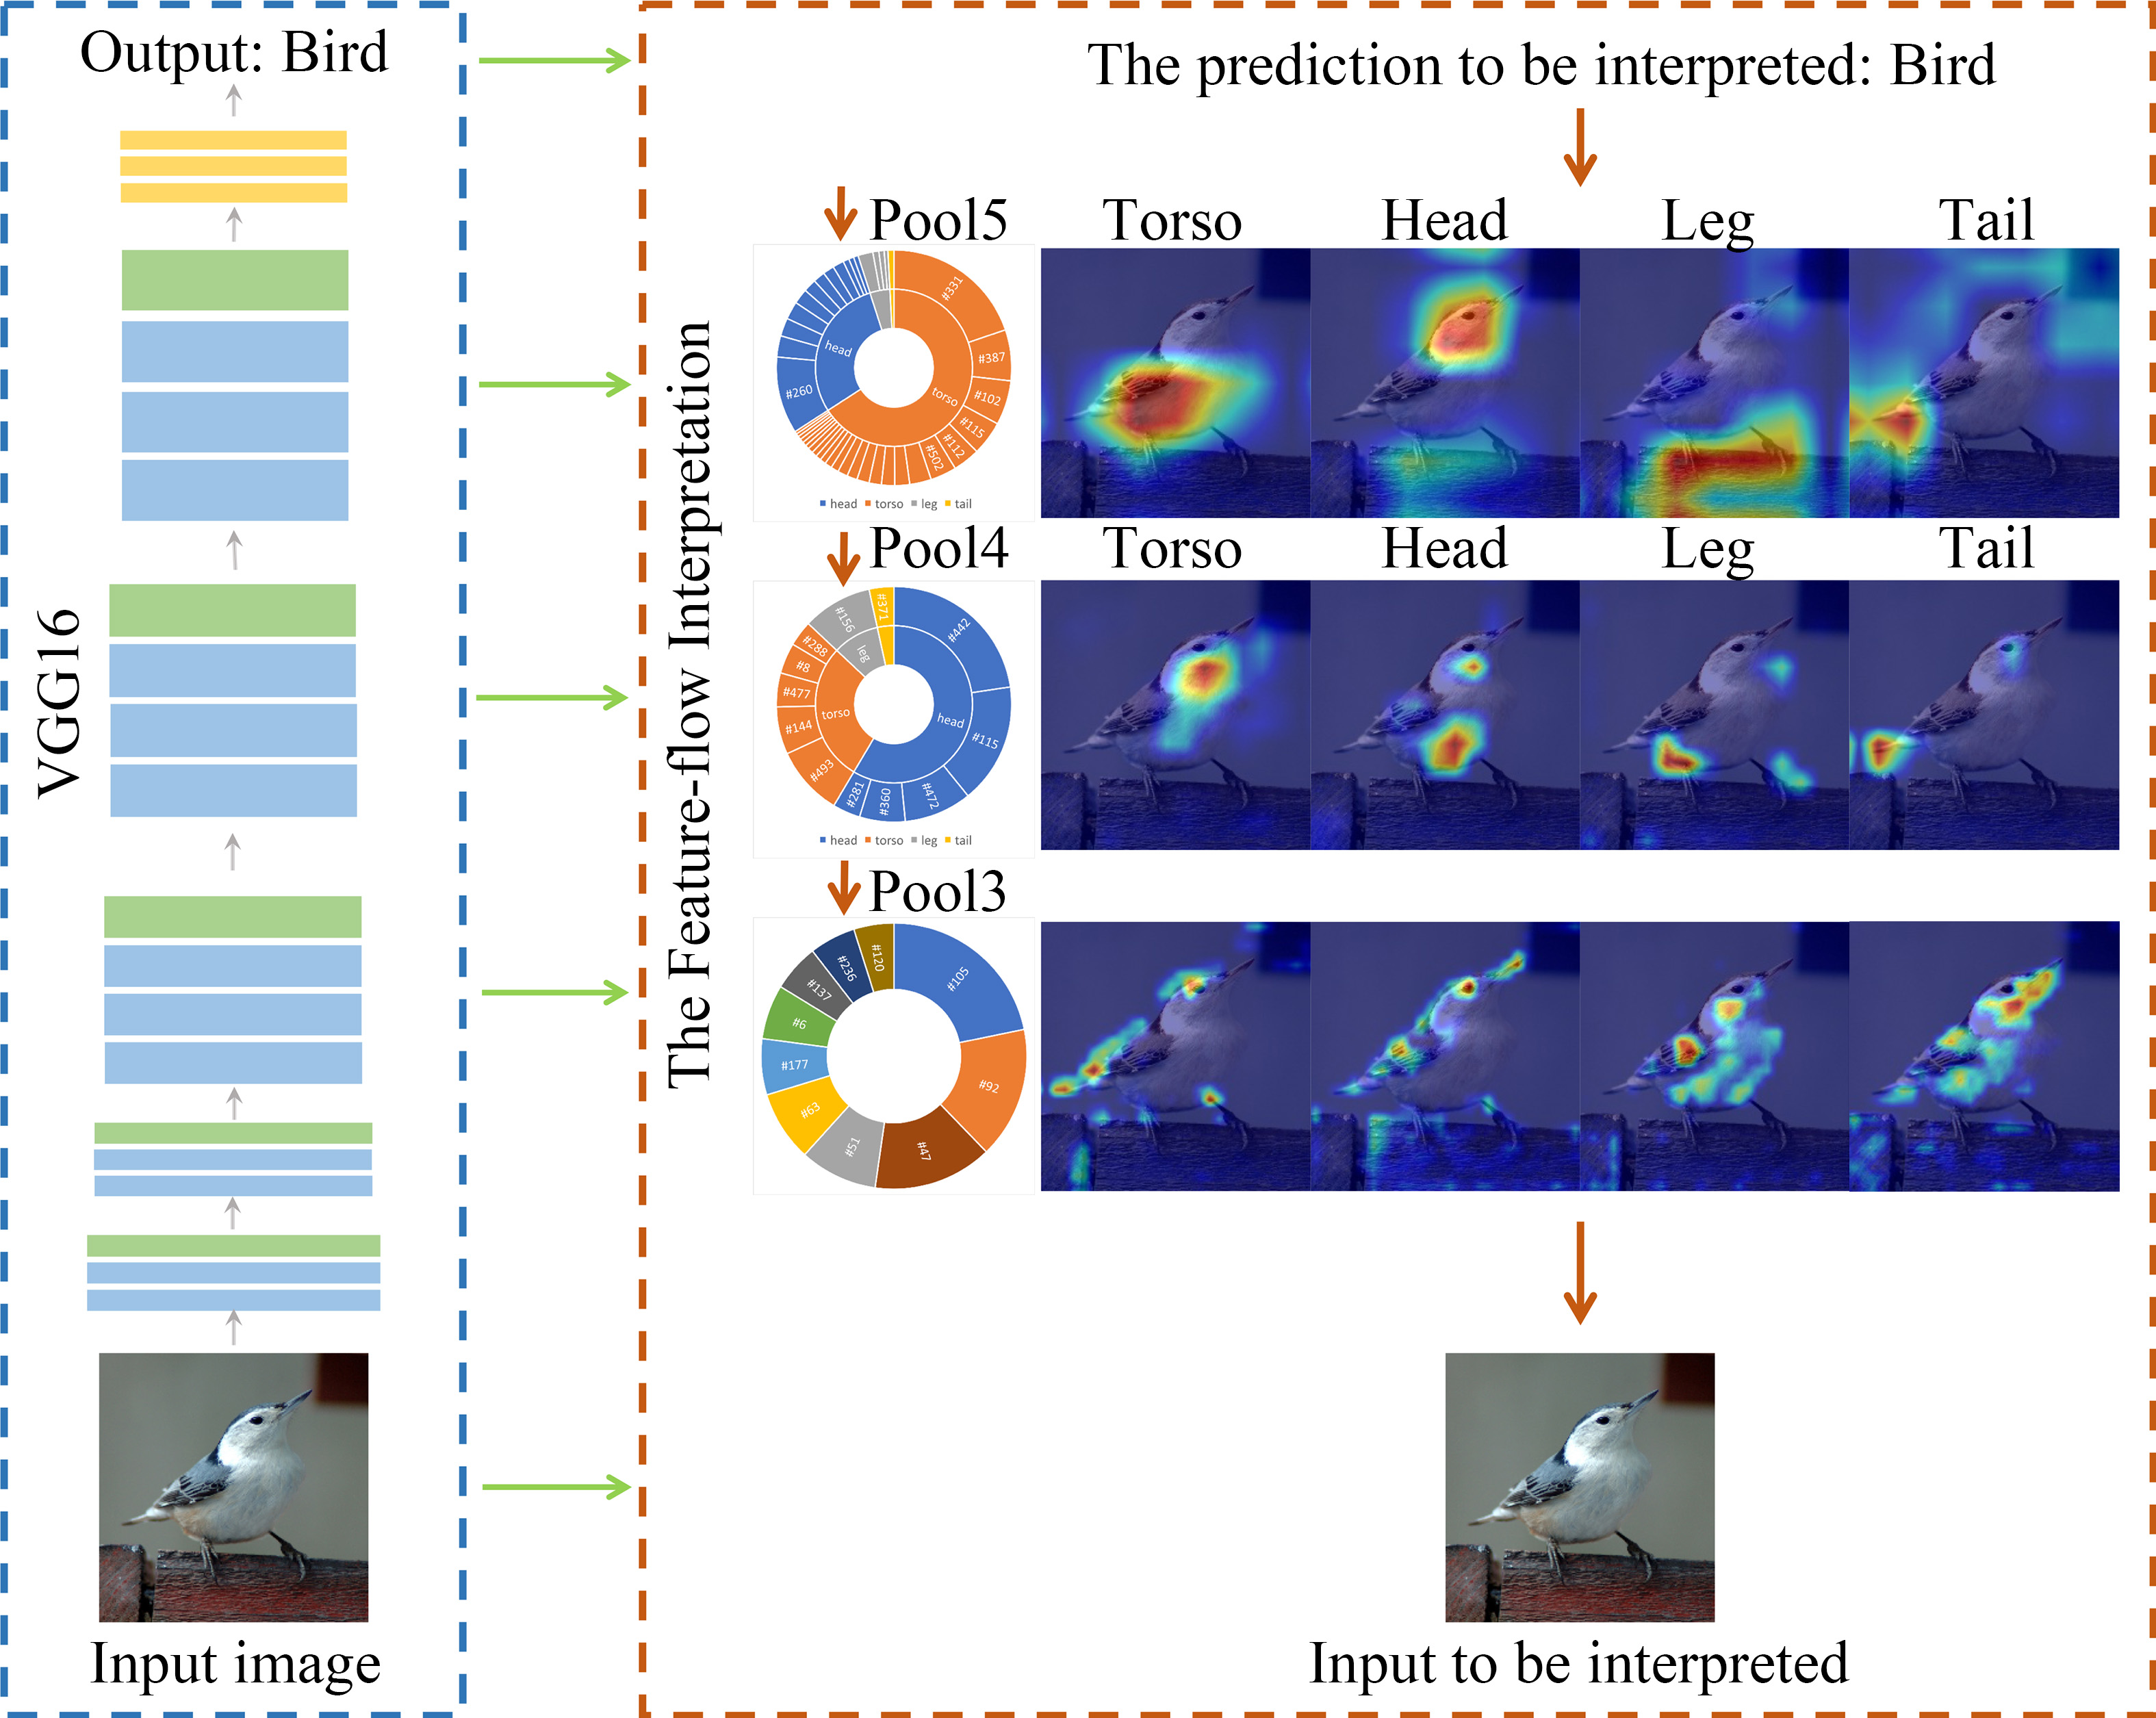 Output: Bird
VGG16
Input image
The Feature-flow Interpretation
The prediction to be interpreted: Bird
Pool5
Torso
Head
Leg
Tail
#331
#387
#102
#115
#112
#502
#260
head
torso
head torso leg tail
Pool4
Torso
Head
Leg
Tail
#442
#115
#472
#360
#281
#493
#144
#477
#8
#288
#156
#371
head
torso
leg
head torso leg tail
Pool3
#105
#92
#47
#51
#63
#177
#6
#137
#236
#120
Input to be interpreted